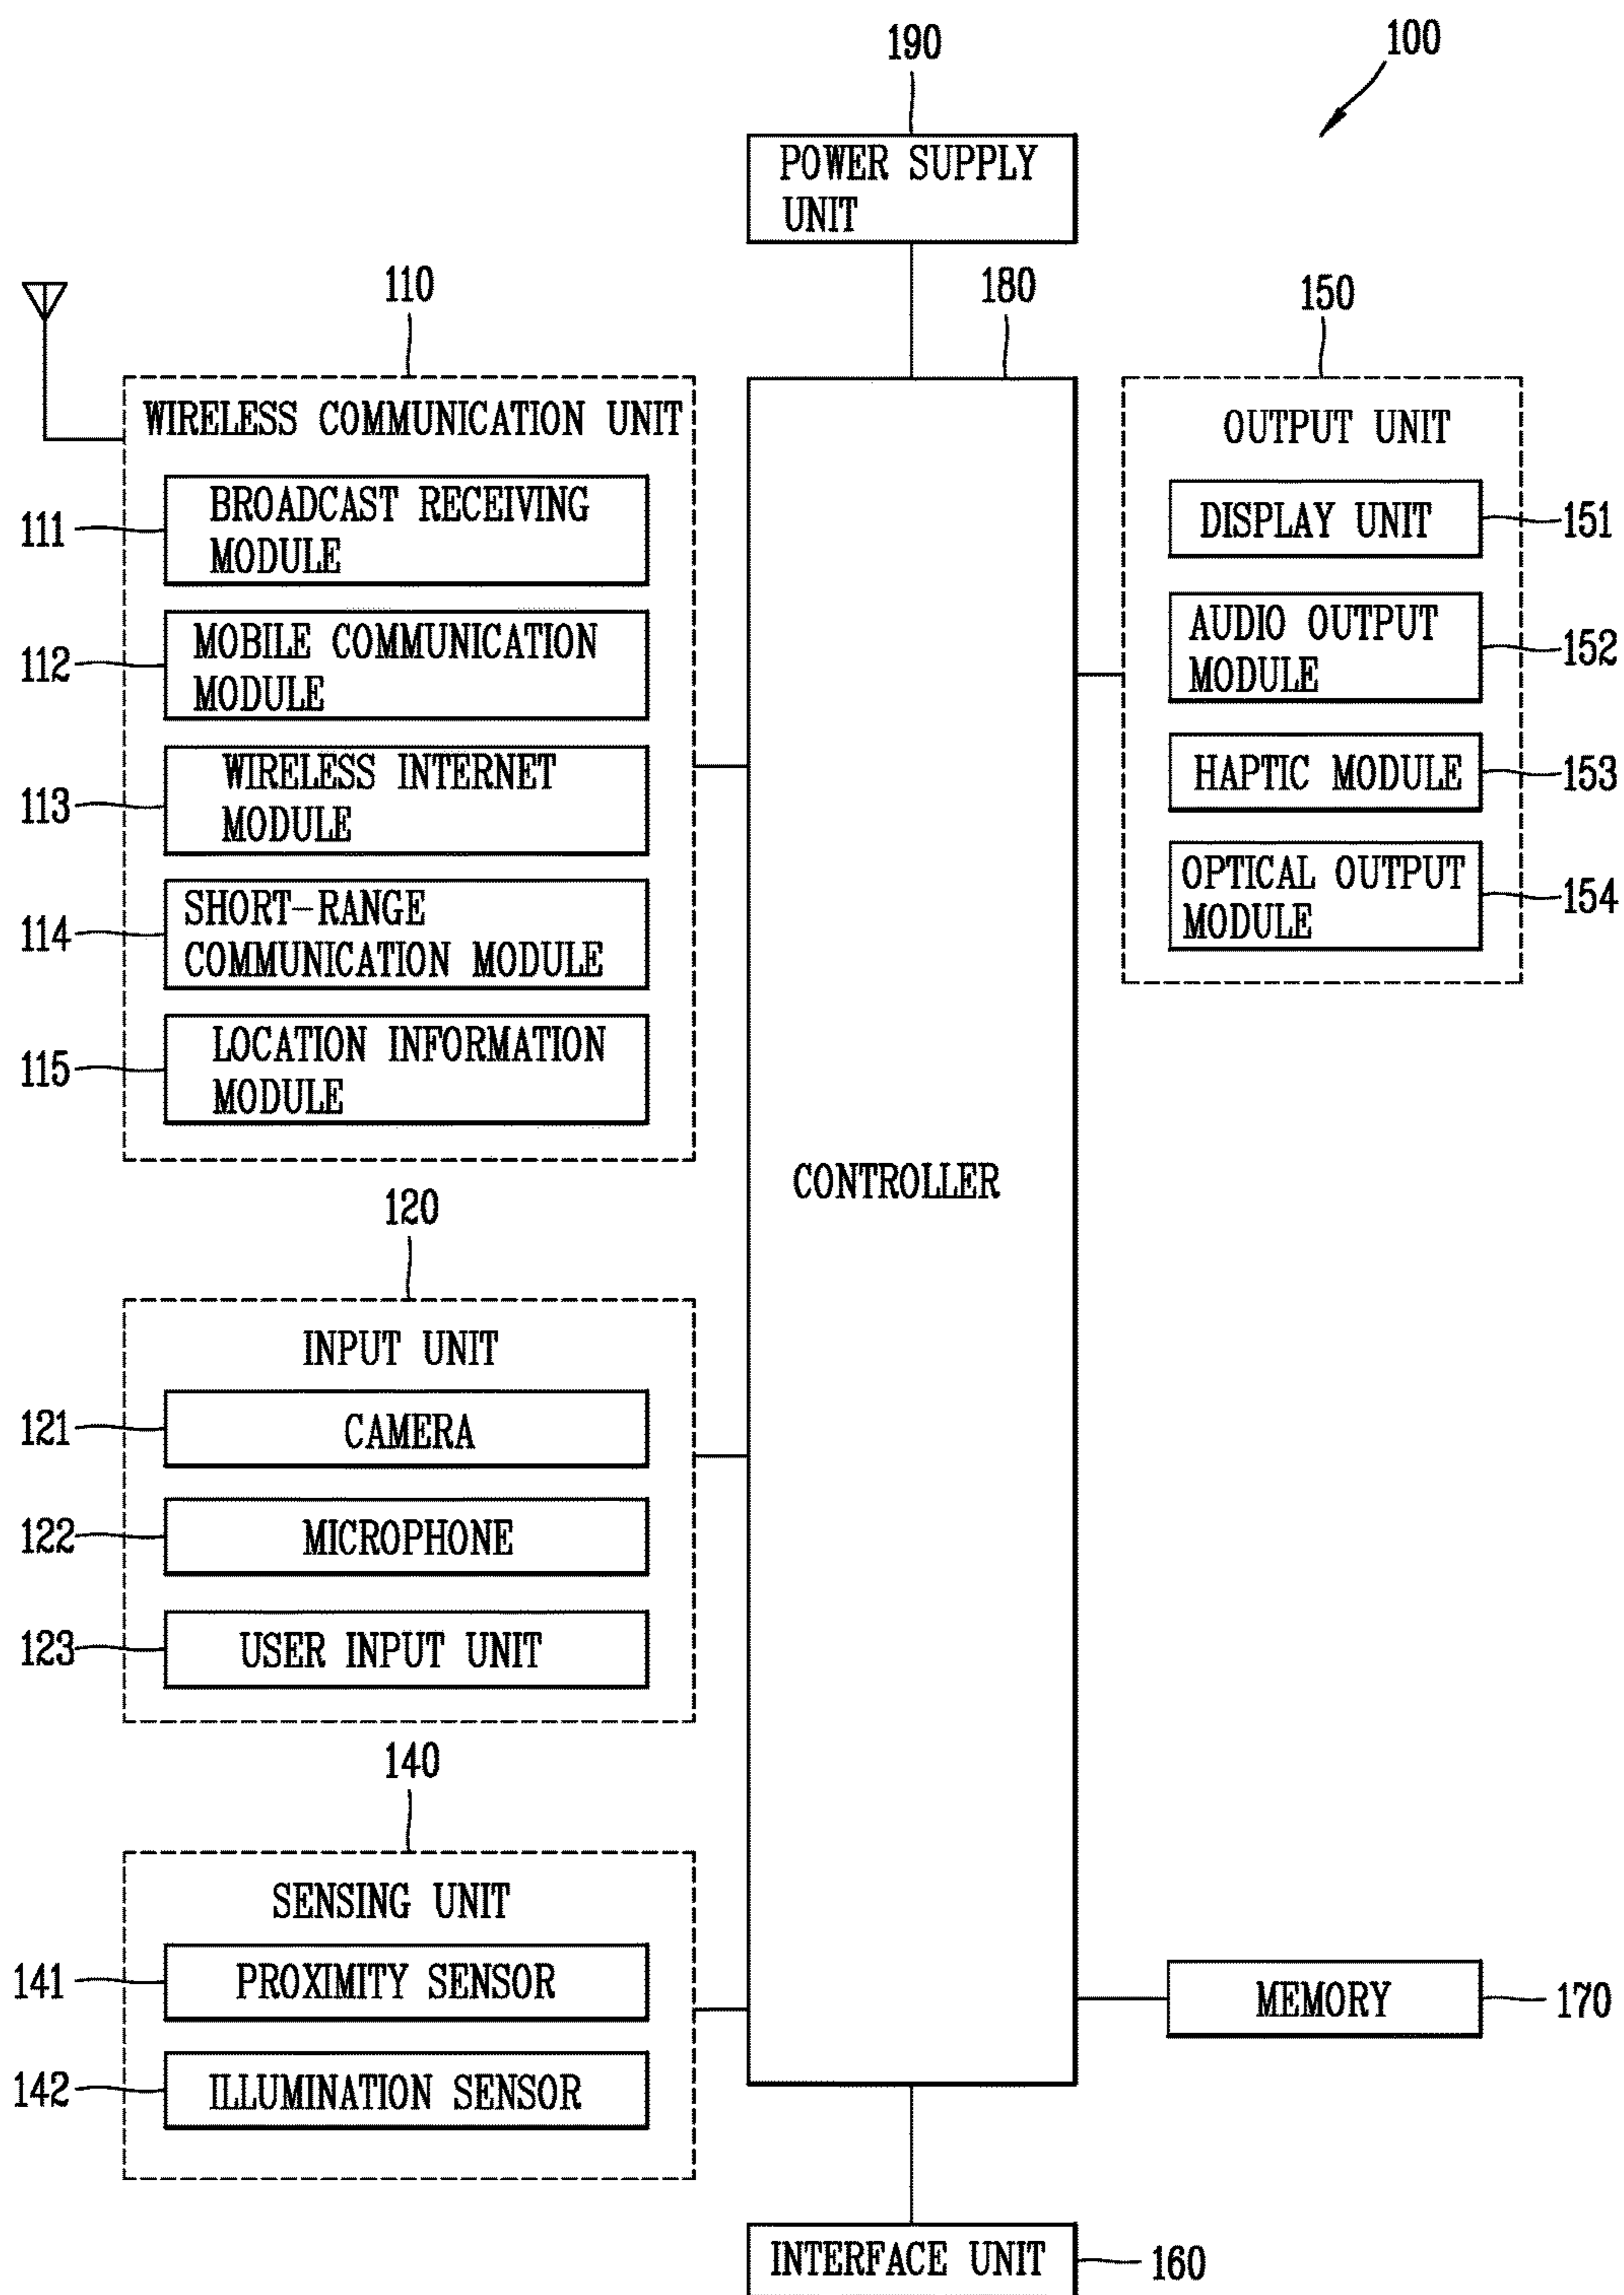 190
100
POWER SUPPLY
UNIT
110
180
150
WIRELESS COMMUNICATION UNIT
111
BROADCAST RECEIVING
MODULE
112
MOBILE COMMUNICATION
MODULE
113
WIRELESS INTERNET
MODULE
114
SHORT-RANGE
COMMUNICATION MODULE
115
LOCATION INFORMATION
MODULE
OUTPUT UNIT
DISPLAY UNIT
151
AUDIO OUTPUT
MODULE
152
HAPTIC MODULE
153
OPTICAL OUTPUT
MODULE
154
CONTROLLER
120
INPUT UNIT
121
CAMERA
122
MICROPHONE
123
USER INPUT UNIT
140
SENSING UNIT
141
PROXIMITY SENSOR
142
ILLUMINATION SENSOR
MEMORY
170
INTERFACE UNIT
160